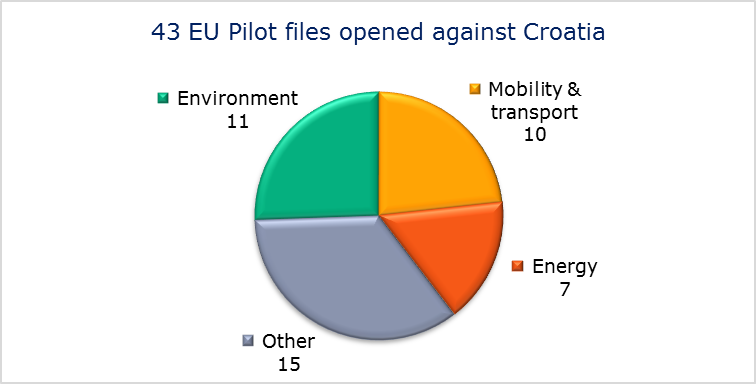 43 EU Pilot files opened against Croatia
Environment
11
Mobility &
transport
10
Energy
7
Other
15